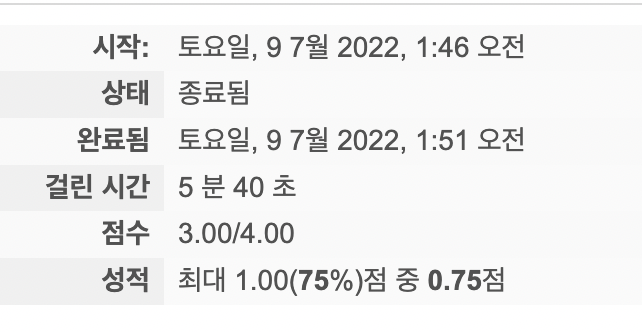 시작: 토요일, 9 7월 2022, 1:46 오전
상태 종료됨
완료됨 토요일, 9 7월 2022, 1:51 오전
걸린 시간 5 분 40 초
점수 3.00/4.00
성적 최대 1.00(75%)점 중 0.75점